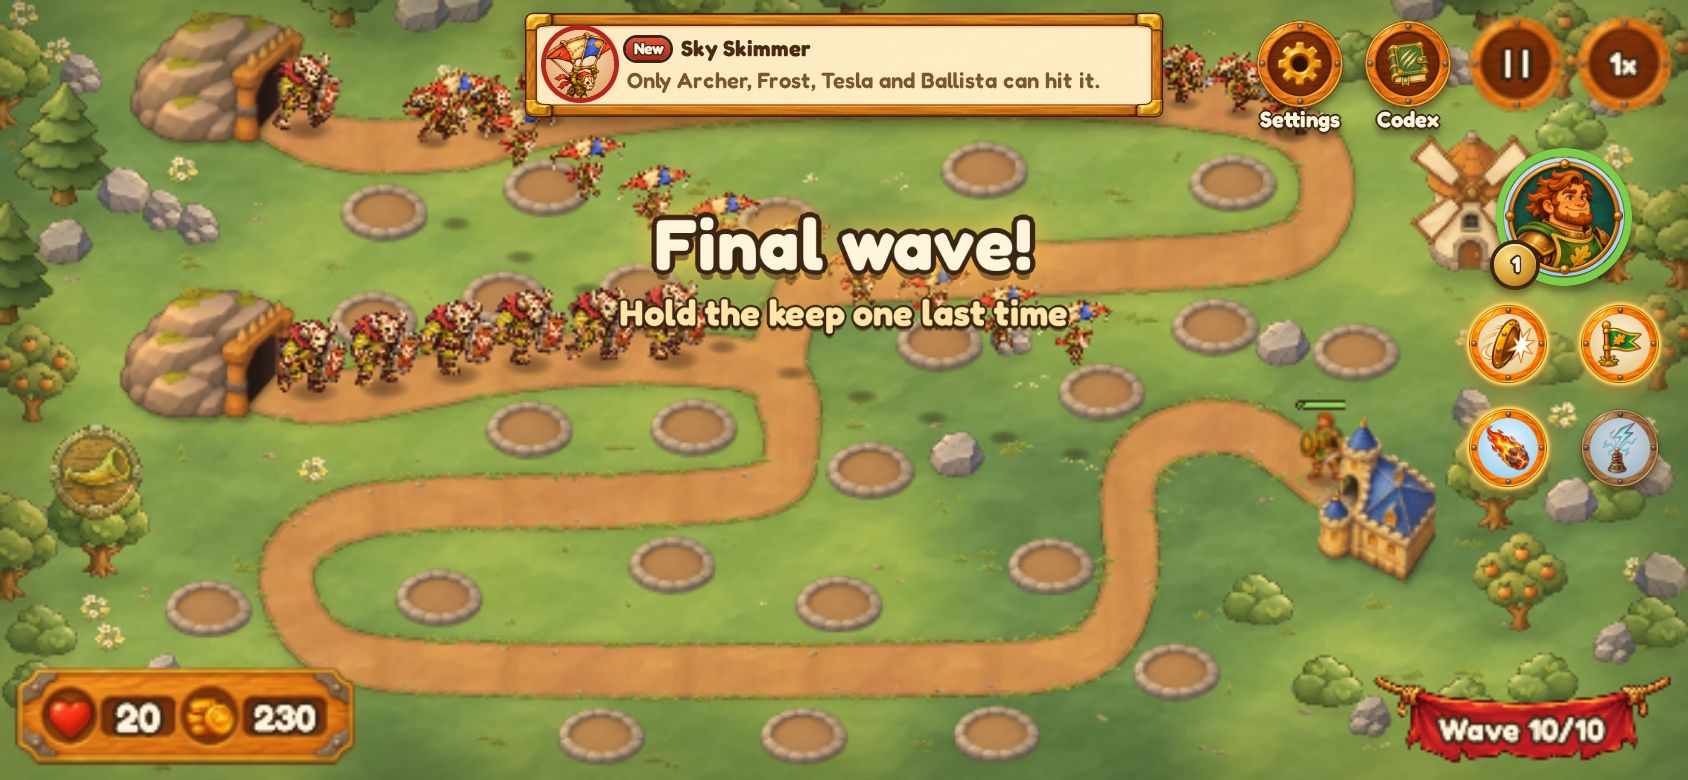 New Sky Skimmer
Only Archer, Frost, Tesla and Ballista can hit it.
1x
Settings
Codex
Final wave!
Hold the keep one last time
1
20
230
Wave 10/10